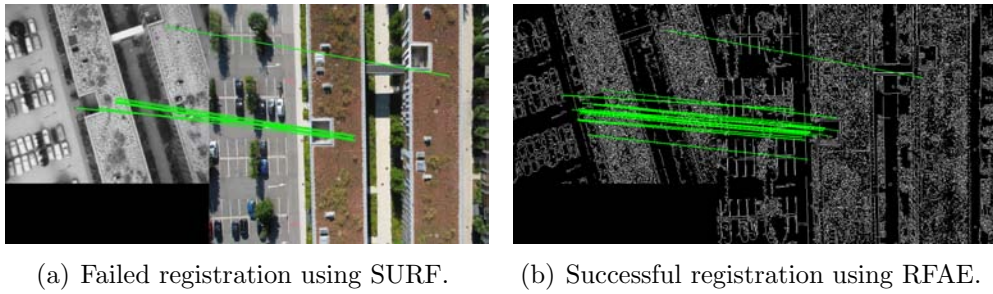 (a) Failed registration using SURF.
(b) Successful registration using RFAE.